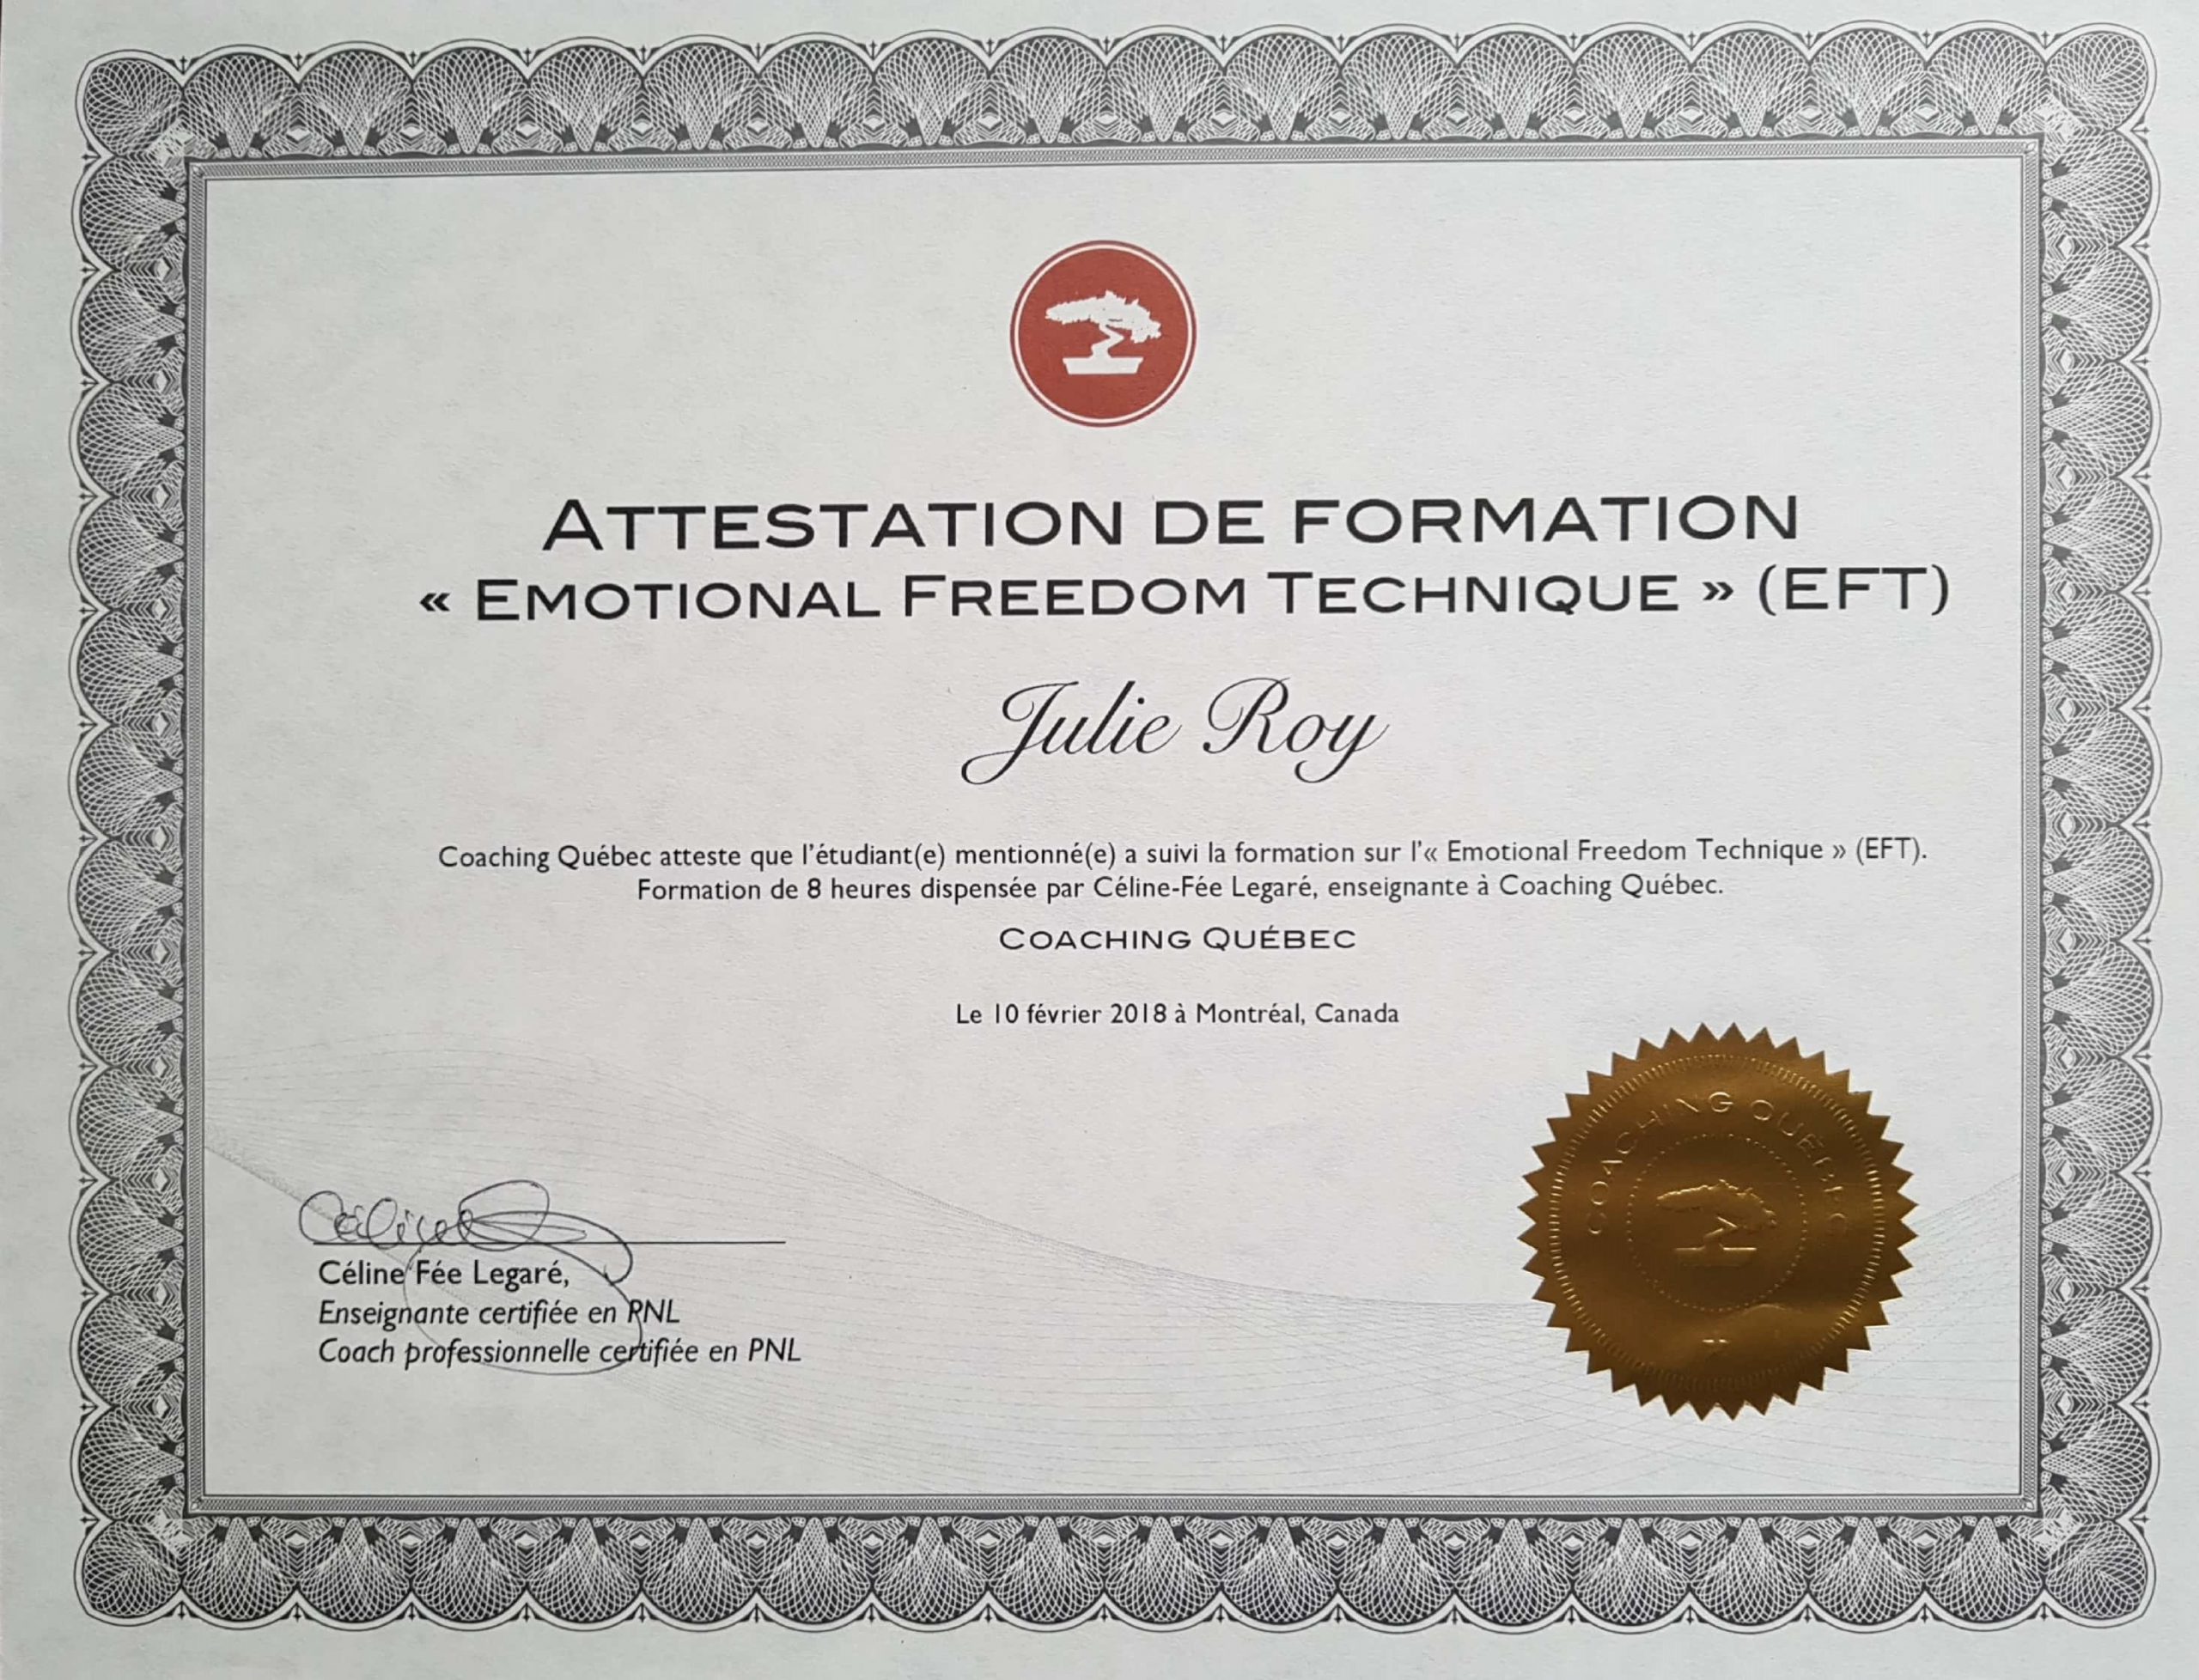 ATTESTATION DE FORMATION
« EMOTIONAL FREEDOM TECHNIQUE » (EFT)
Julie Roy
Coaching Québec atteste que l'étudiant(e) mentionné(e) a suivi la formation sur l'« Emotional Freedom Technique » (EFT).
Formation de 8 heures dispensée par Céline-Fée Legaré, enseignante à Coaching Québec.
COACHING QUÉBEC
Le 10 février 2018 à Montréal, Canada
COACHING QUÉBEC
Céline Fée Legaré,
Enseignante certifiée en PNL
Coach professionnelle certifiée en PNL